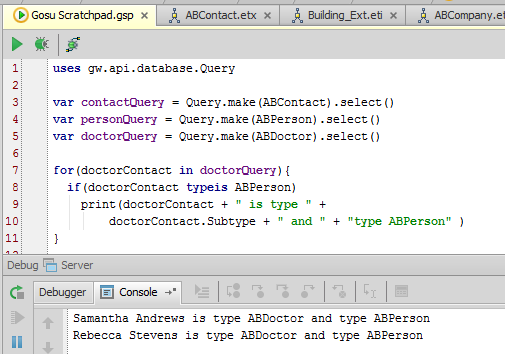 Gosu Scratchpad.gsp × ABContact.etx × Building_Ext.eti × ABCompany.et
1 uses gw.api.database.Query
2
3 var contactQuery = Query.make(ABContact).select()
4 var personQuery = Query.make(ABPerson).select()
5 var doctorQuery = Query.make(ABDoctor).select()
6
7 for(doctorContact in doctorQuery){
8 if(doctorContact typeis ABPerson)
9 print(doctorContact + " is type " +
10 doctorContact.Subtype + " and " + "type ABPerson" )
11 }
Debug Server
Debugger Console
Samantha Andrews is type ABDoctor and type ABPerson
Rebecca Stevens is type ABDoctor and type ABPerson